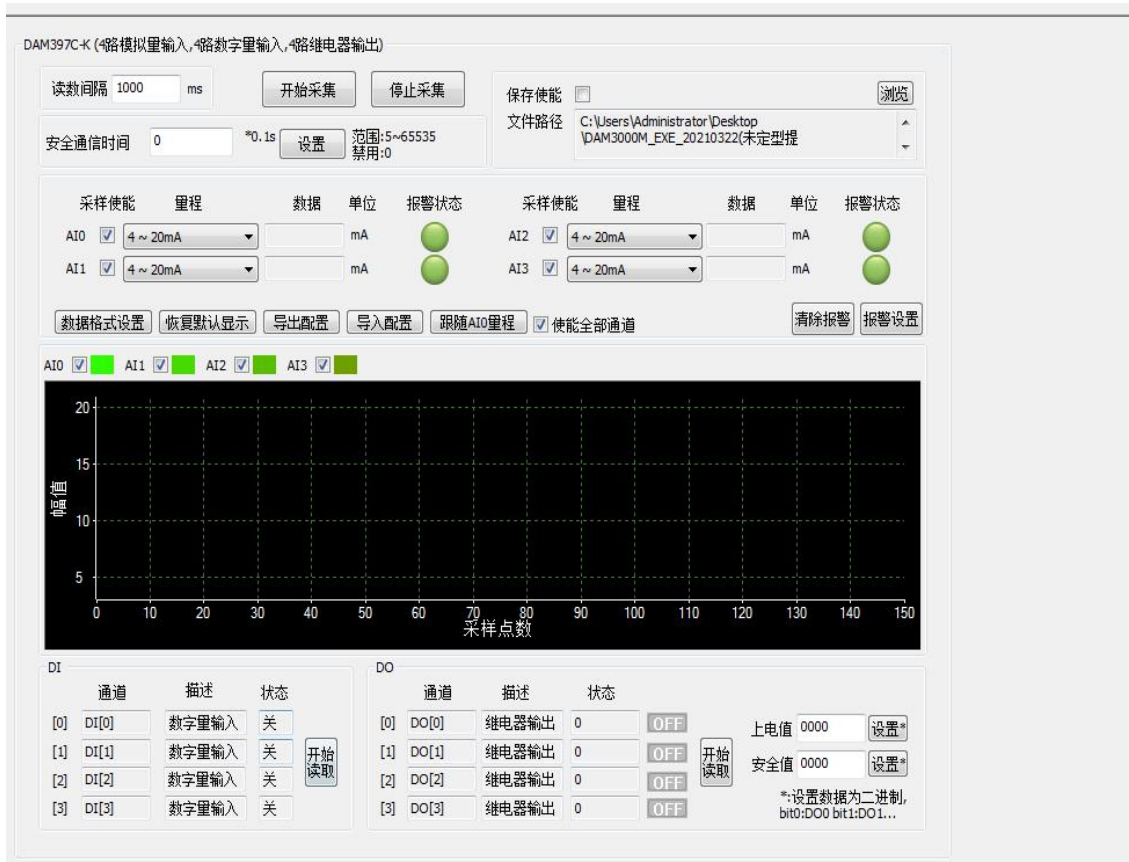 DAM397C-K (4路模拟量输入,4路数字量输入,4路继电器输出)
读数间隔 1000 ms 开始采集 停止采集
保存使能 浏览
文件路径 C:\Users\Administrator\Desktop
\DAM3000M_EXE_20210322(未定型提
安全通信时间 0 *0.1s 设置 范围:5~65535
禁用:0
采样使能 量程 数据 单位 报警状态 采样使能 量程 数据 单位 报警状态
AI0 4 ~ 20mA mA AI2 4 ~ 20mA mA
AI1 4 ~ 20mA mA AI3 4 ~ 20mA mA
数据格式设置 恢复默认显示 导出配置 导入配置 跟随AI0量程 使能全部通道 清除报警 报警设置
AI0 AI1 AI2 AI3
20
15
10
5
幅值
0 10 20 30 40 50 60 70 80 90 100 110 120 130 140 150
采样点数
DI
通道 描述 状态
[0] DI[0] 数字量输入 关
[1] DI[1] 数字量输入 关
[2] DI[2] 数字量输入 关
[3] DI[3] 数字量输入 关
开始
读取
DO
通道 描述 状态
[0] DO[0] 继电器输出 0 OFF
[1] DO[1] 继电器输出 0 OFF
[2] DO[2] 继电器输出 0 OFF
[3] DO[3] 继电器输出 0 OFF
开始
读取
上电值 0000 设置*
安全值 0000 设置*
*:设置数据为二进制,
bit0:DO0 bit1:DO1...